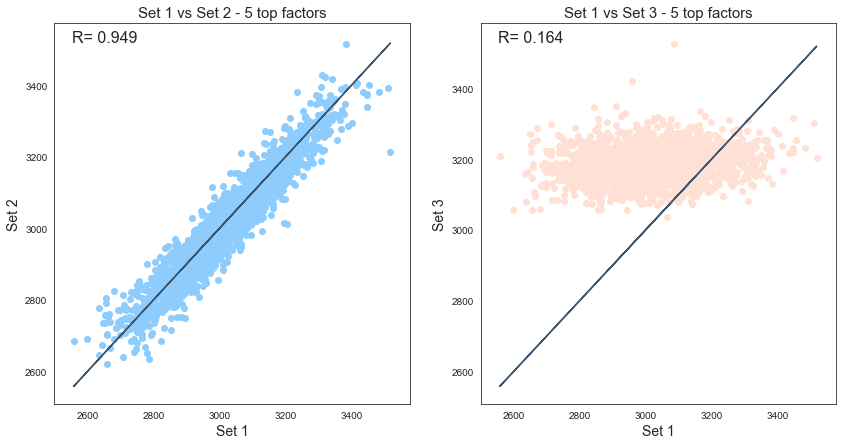 Set 1 vs Set 2 - 5 top factors
R= 0.949
3400
3200
3000
2800
2600
Set 2
2600 2800 3000 3200 3400
Set 1
Set 1 vs Set 3 - 5 top factors
R= 0.164
3400
3200
3000
2800
2600
Set 3
2600 2800 3000 3200 3400
Set 1